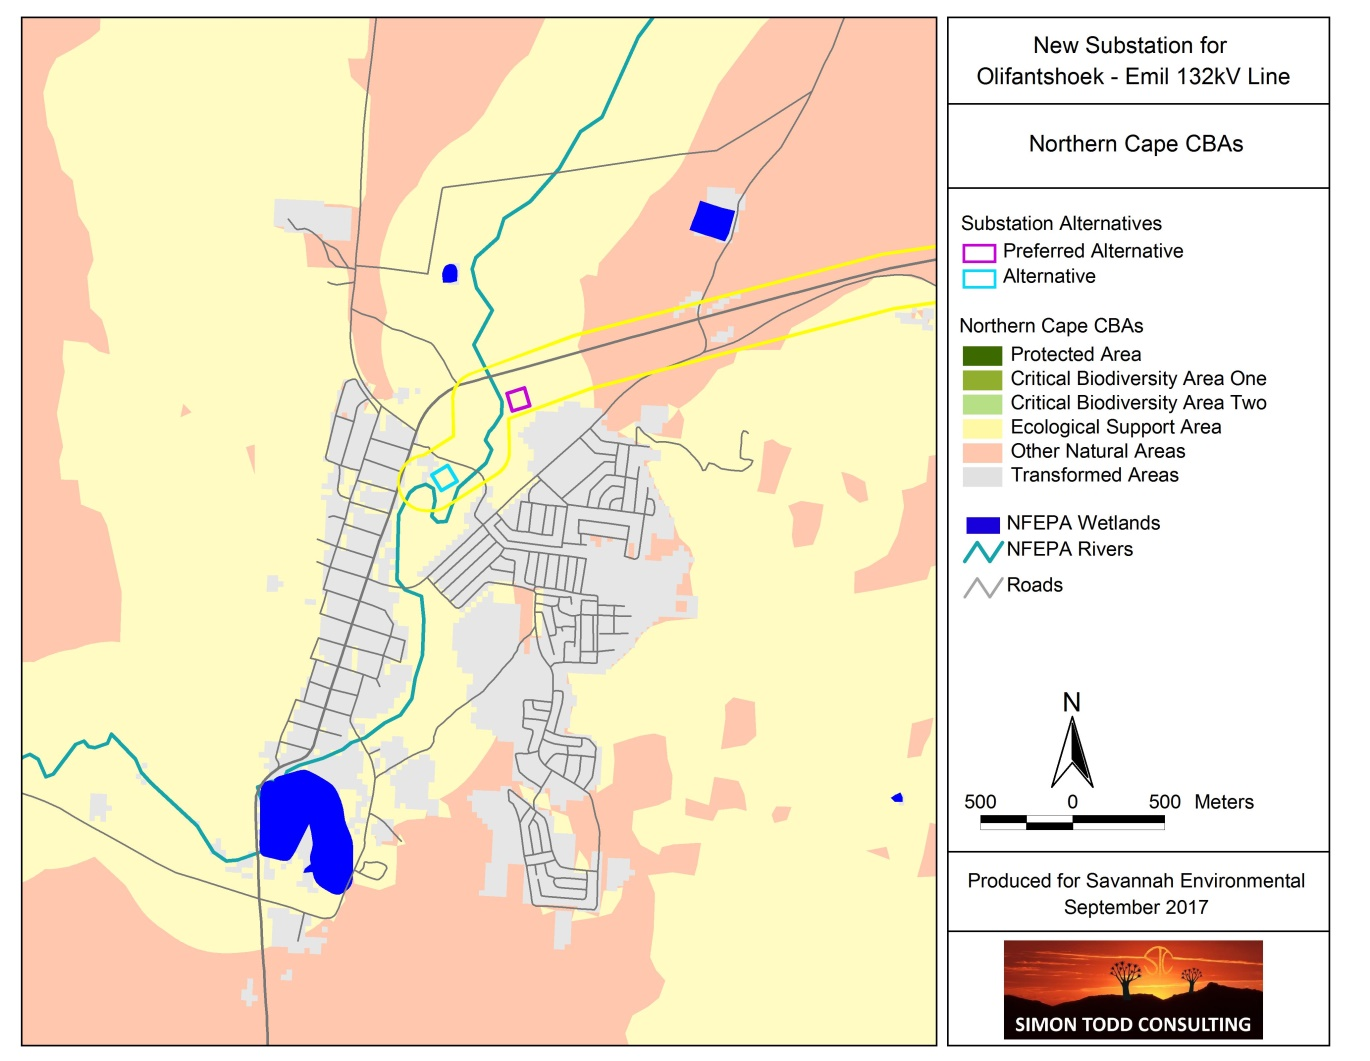 New Substation for
Olifantshoek - Emil 132kV Line
Northern Cape CBAs
Substation Alternatives
Preferred Alternative
Alternative
Northern Cape CBAs
Protected Area
Critical Biodiversity Area One
Critical Biodiversity Area Two
Ecological Support Area
Other Natural Areas
Transformed Areas
NFEPA Wetlands
NFEPA Rivers
Roads
N
500 0 500 Meters
Produced for Savannah Environmental
September 2017
STC
SIMON TODD CONSULTING